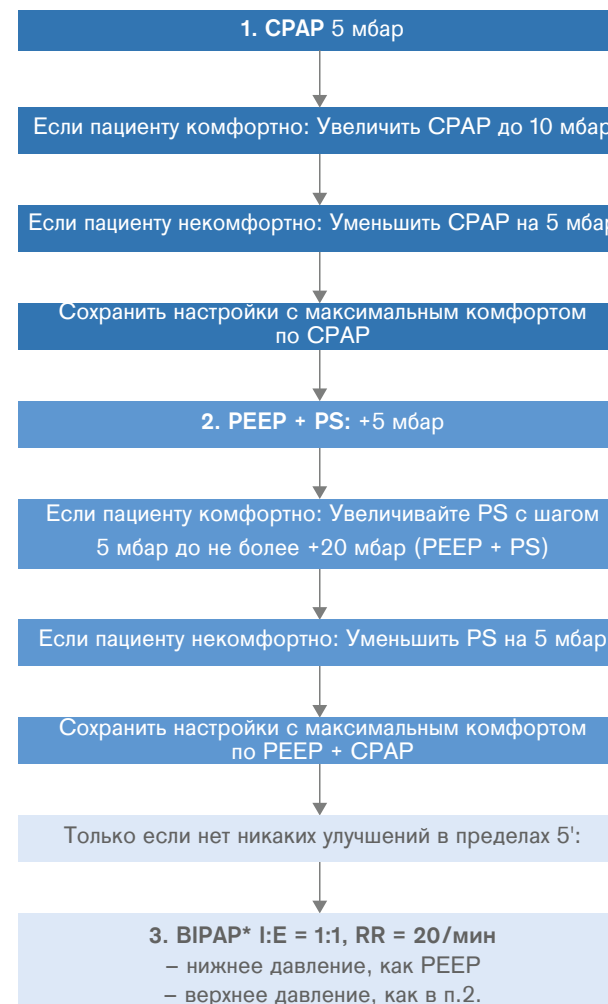 1. CPAP 5 мбар
Если пациенту комфортно: Увеличить CPAP до 10 мбар
Если пациенту некомфортно: Уменьшить CPAP на 5 мбар
Сохранить настройки с максимальным комфортом
по CPAP
2. PEEP + PS: +5 мбар
Если пациенту комфортно: Увеличивайте PS с шагом
5 мбар до не более +20 мбар (PEEP + PS)
Если пациенту некомфортно: Уменьшить PS на 5 мбар
Сохранить настройки с максимальным комфортом
по PEEP + CPAP
Только если нет никаких улучшений в пределах 5':
3. BIPAP* I:E = 1:1, RR = 20/мин
– нижнее давление, как PEEP
– верхнее давление, как в п.2.